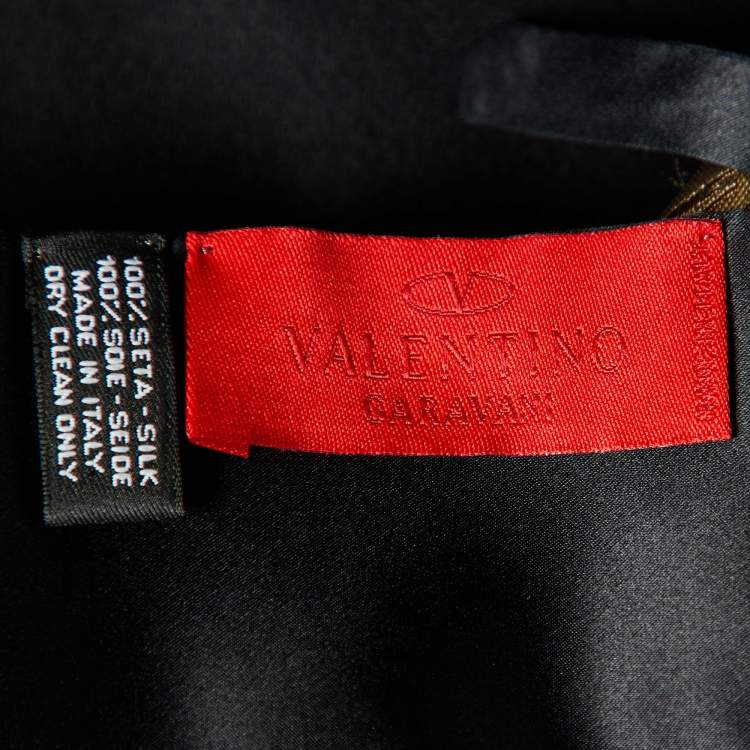 100% SETA - SILK
100% SOIE - SEIDE
MADE IN ITALY
DRY CLEAN ONLY
V
VALENTINO
GARAVANI